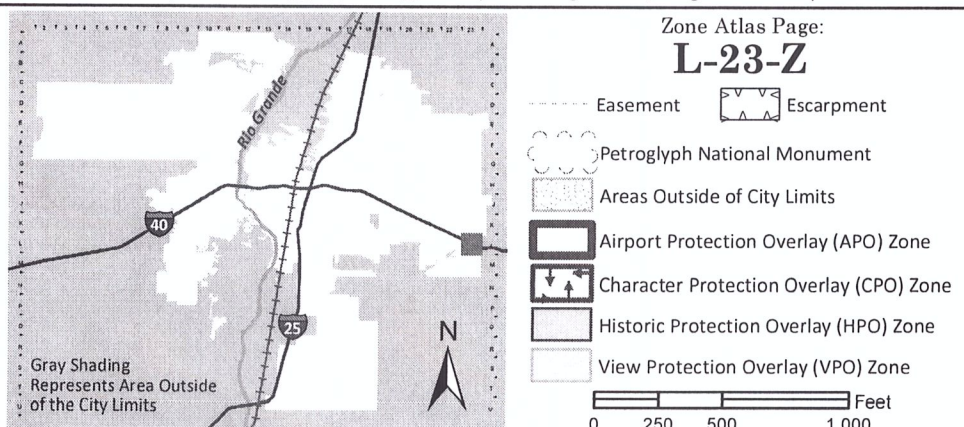 Zone Atlas Page:
L-23-Z
Easement
Escarpment
Petroglyph National Monument
Areas Outside of City Limits
Airport Protection Overlay (APO) Zone
Character Protection Overlay (CPO) Zone
Historic Protection Overlay (HPO) Zone
View Protection Overlay (VPO) Zone
Feet
0 250 500 1,000
Rio Grande
40
25
N
Gray Shading
Represents Area Outside
of the City Limits